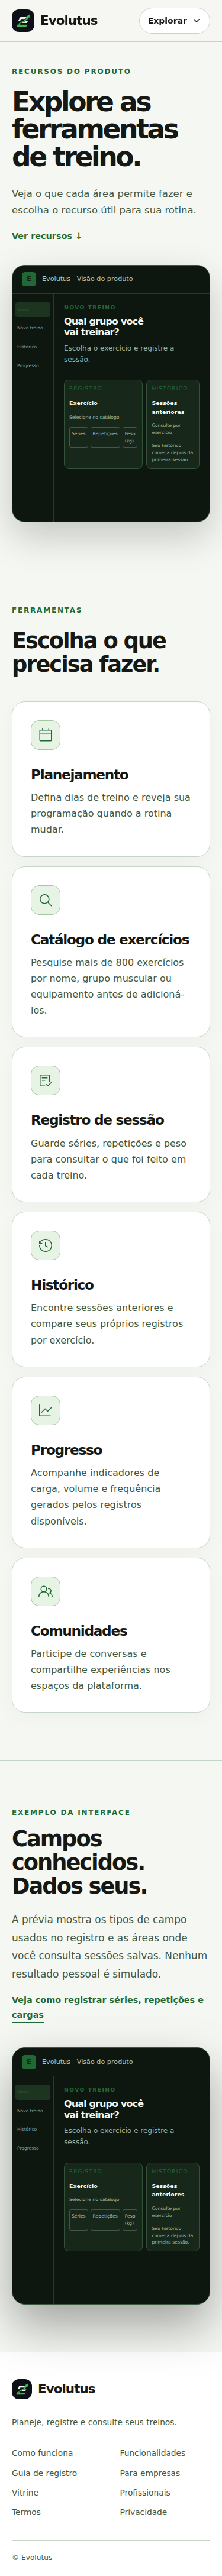 Evolutus
Explorar
RECURSOS DO PRODUTO
Explore as
ferramentas
de treino.
Veja o que cada área permite fazer e
escolha o recurso útil para sua rotina.
Ver recursos ↓
E
Evolutus · Visão do produto
Início
Novo treino
Histórico
Progresso
NOVO TREINO
Qual grupo você
vai treinar?
Escolha o exercício e registre a
sessão.
REGISTRO
Exercício
Selecione no catálogo
Séries
Repetições
Peso
(kg)
HISTÓRICO
Sessões
anteriores
Consulte por
exercício
Seu histórico
começa depois da
primeira sessão.
FERRAMENTAS
Escolha o que
precisa fazer.
Planejamento
Defina dias de treino e reveja sua
programação quando a rotina
mudar.
Catálogo de exercícios
Pesquise mais de 800 exercícios
por nome, grupo muscular ou
equipamento antes de adicioná-
los.
Registro de sessão
Guarde séries, repetições e peso
para consultar o que foi feito em
cada treino.
Histórico
Encontre sessões anteriores e
compare seus próprios registros
por exercício.
Progresso
Acompanhe indicadores de
carga, volume e frequência
gerados pelos registros
disponíveis.
Comunidades
Participe de conversas e
compartilhe experiências nos
espaços da plataforma.
EXEMPLO DA INTERFACE
Campos
conhecidos.
Dados seus.
A prévia mostra os tipos de campo
usados no registro e as áreas onde
você consulta sessões salvas. Nenhum
resultado pessoal é simulado.
Veja como registrar séries, repetições e
cargas
E
Evolutus · Visão do produto
Início
Novo treino
Histórico
Progresso
NOVO TREINO
Qual grupo você
vai treinar?
Escolha o exercício e registre a
sessão.
REGISTRO
Exercício
Selecione no catálogo
Séries
Repetições
Peso
(kg)
HISTÓRICO
Sessões
anteriores
Consulte por
exercício
Seu histórico
começa depois da
primeira sessão.
Evolutus
Planeje, registre e consulte seus treinos.
Como funciona
Funcionalidades
Guia de registro
Para empresas
Vitrine
Profissionais
Termos
Privacidade
© Evolutus